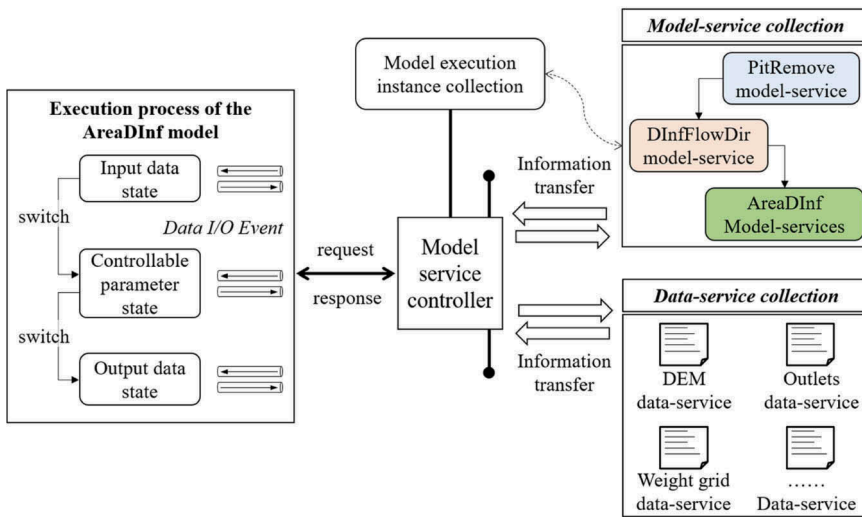 Execution process of the
AreaDInf model
Input data
state
switch
Data I/O Event
Controllable
parameter
state
switch
Output data
state
request
response
Model execution
instance collection
Model
service
controller
Information
transfer
Information
transfer
Model-service collection
PitRemove
model-service
DInfFlowDir
model-service
AreaDInf
Model-services
Data-service collection
DEM
data-service
Outlets
data-service
Weight grid
data-service
……
Data-service